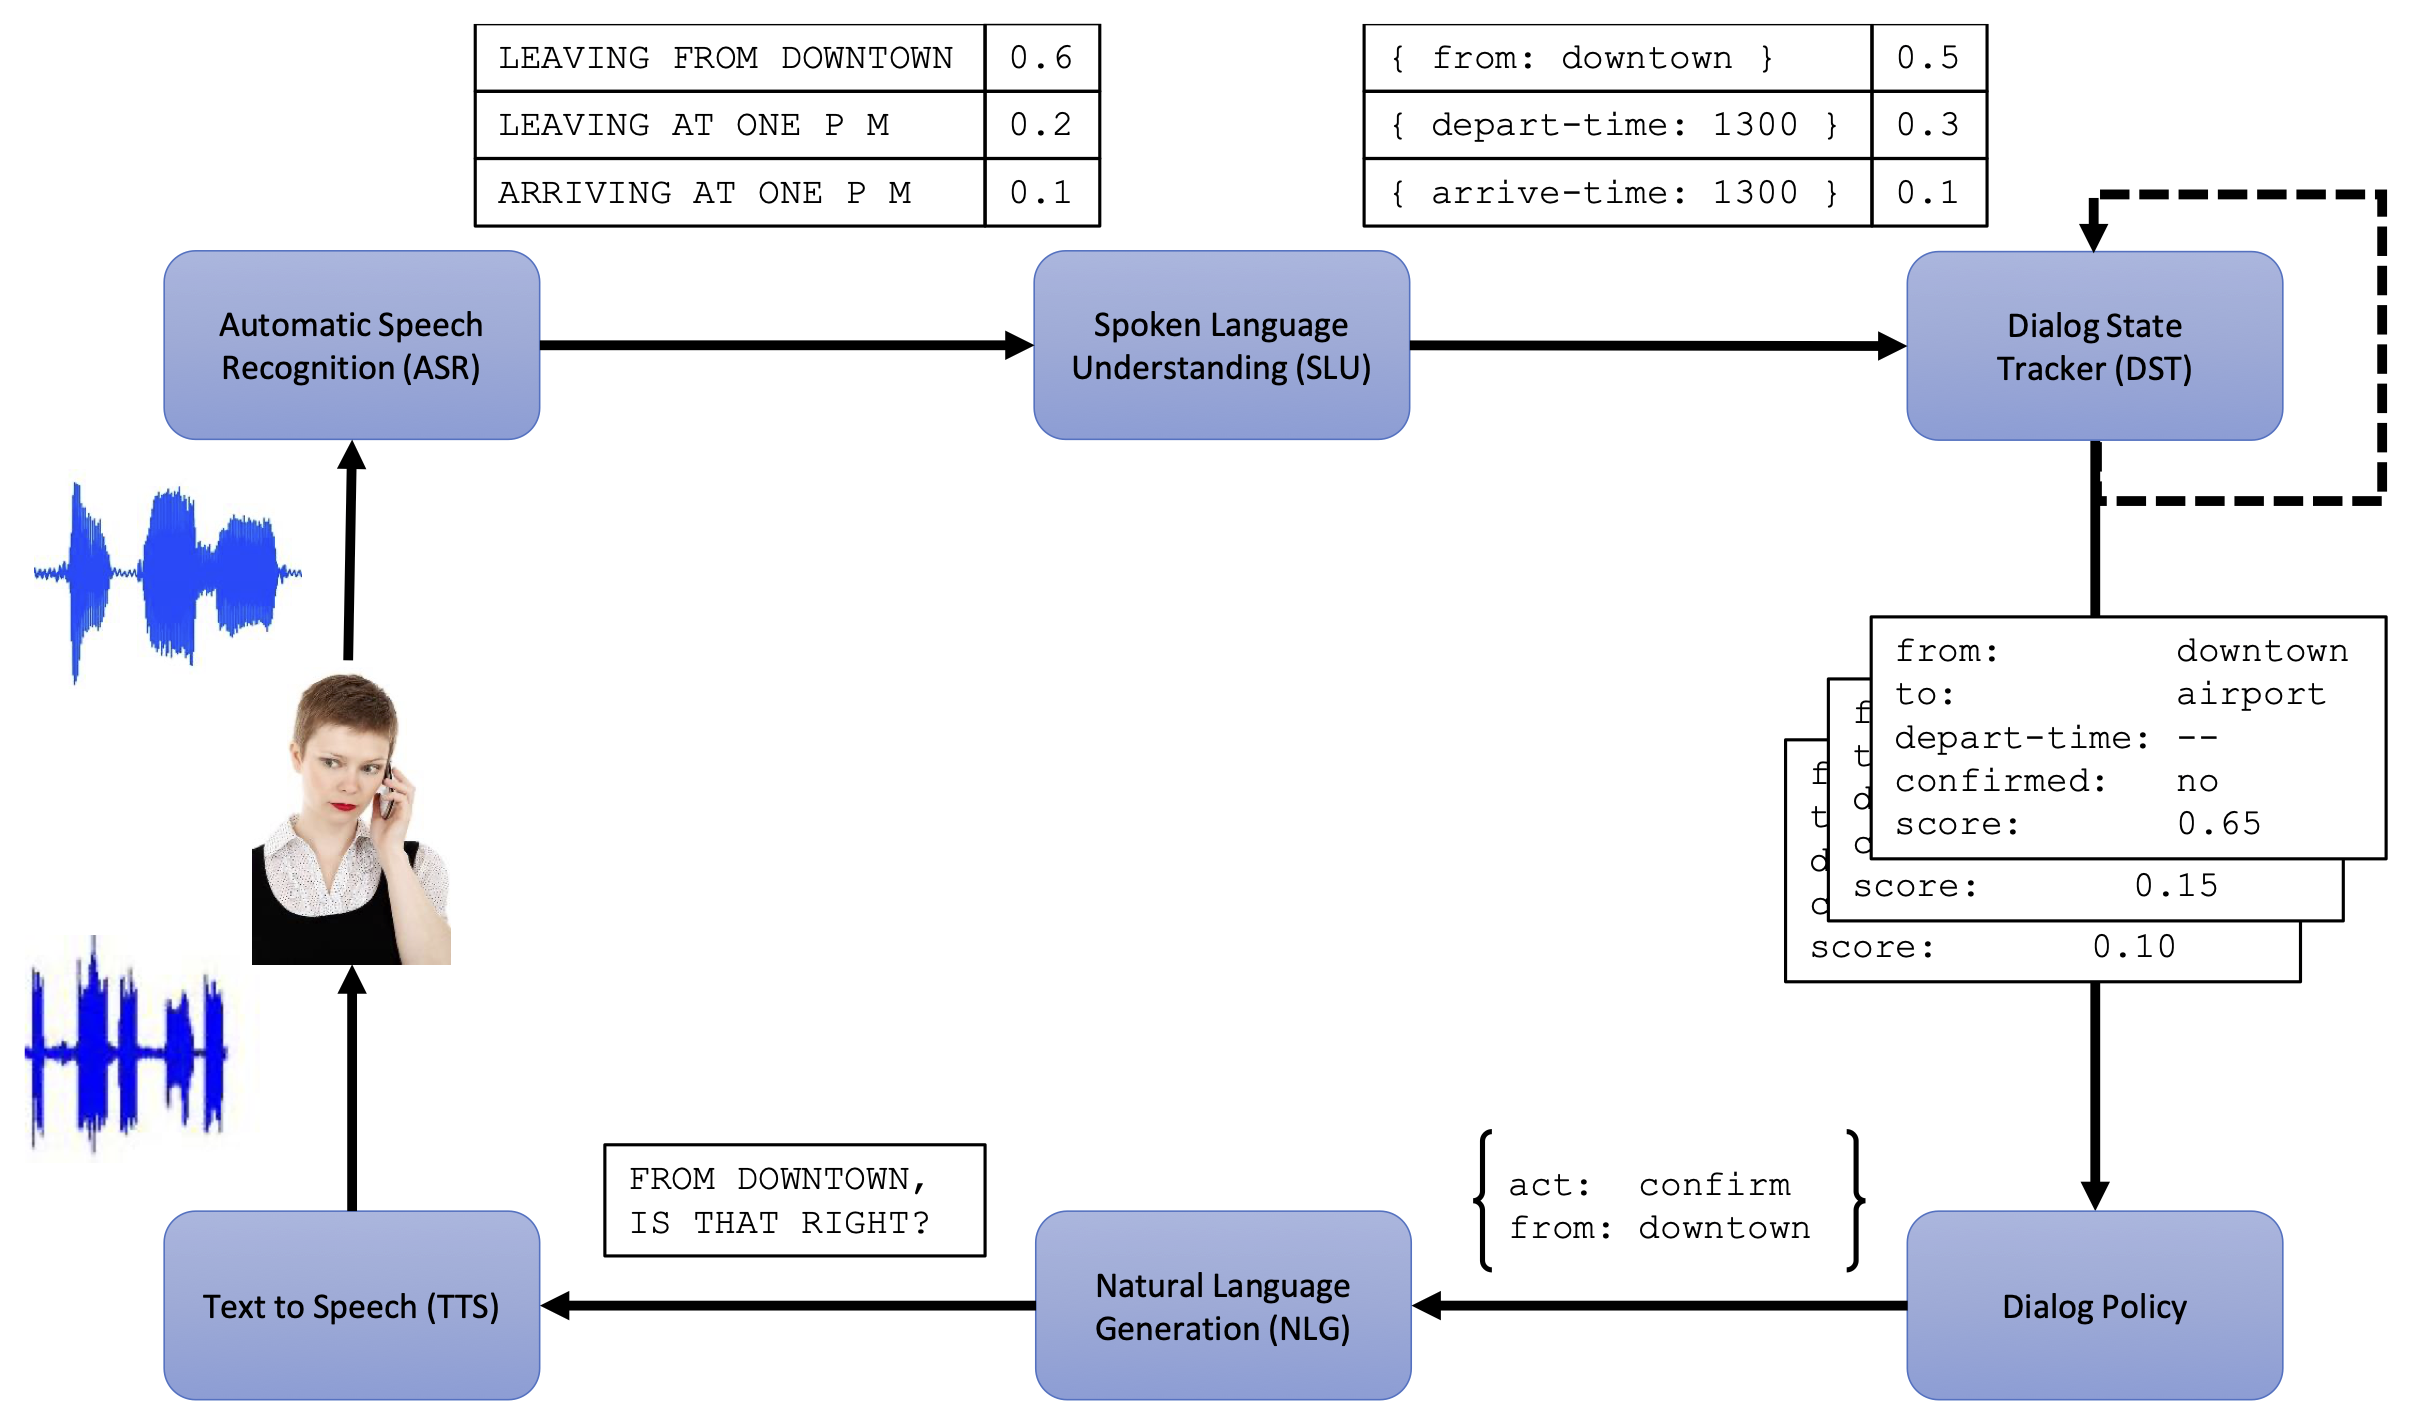 LEAVING FROM DOWNTOWN 0.6
LEAVING AT ONE P M 0.2
ARRIVING AT ONE P M 0.1
{ from: downtown } 0.5
{ depart-time: 1300 } 0.3
{ arrive-time: 1300 } 0.1
Automatic Speech
Recognition (ASR)
Spoken Language
Understanding (SLU)
Dialog State
Tracker (DST)
from: downtown
to: airport
depart-time: --
confirmed: no
score: 0.65
f
t
d
c
score: 0.15
f
t
d
c
score: 0.10
act: confirm
from: downtown
FROM DOWNTOWN,
IS THAT RIGHT?
Text to Speech (TTS)
Natural Language
Generation (NLG)
Dialog Policy